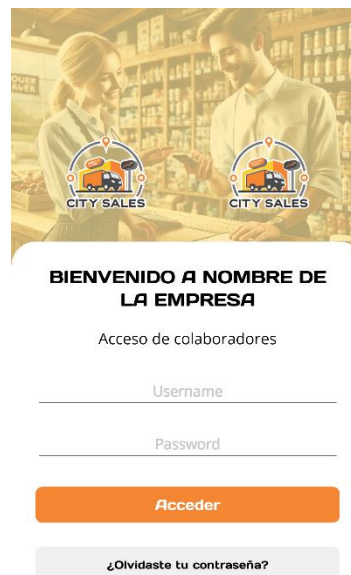 CITY SALES
CITY SALES
BIENVENIDO A NOMBRE DE
LA EMPRESA
Acceso de colaboradores
Username
Password
Acceder
¿Olvidaste tu contraseña?